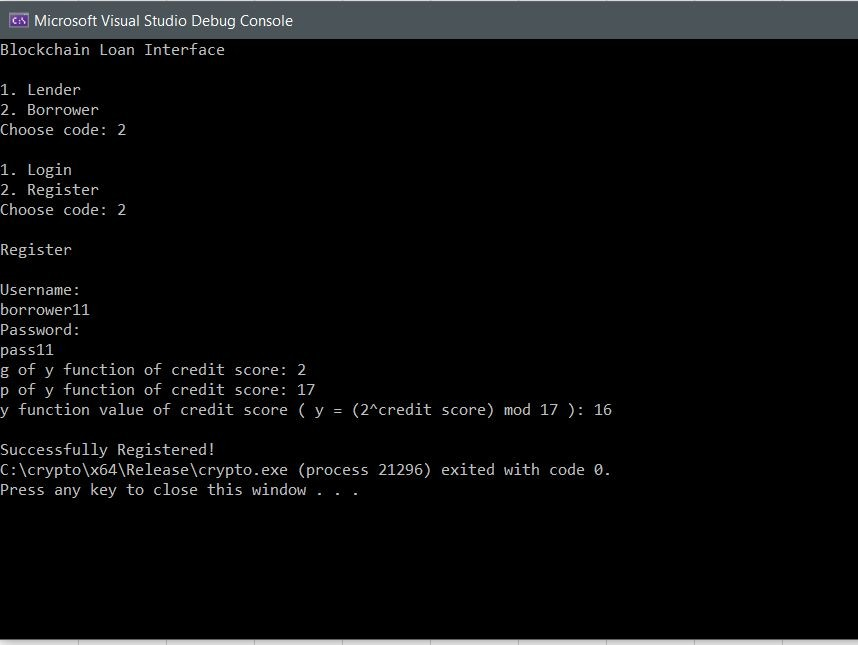 Microsoft Visual Studio Debug Console
Blockchain Loan Interface
1. Lender
2. Borrower
Choose code: 2
1. Login
2. Register
Choose code: 2
Register
Username:
borrower11
Password:
pass11
g of y function of credit score: 2
p of y function of credit score: 17
y function value of credit score ( y = (2^credit score) mod 17 ): 16
Successfully Registered!
C:\crypto\x64\Release\crypto.exe (process 21296) exited with code 0.
Press any key to close this window . . .